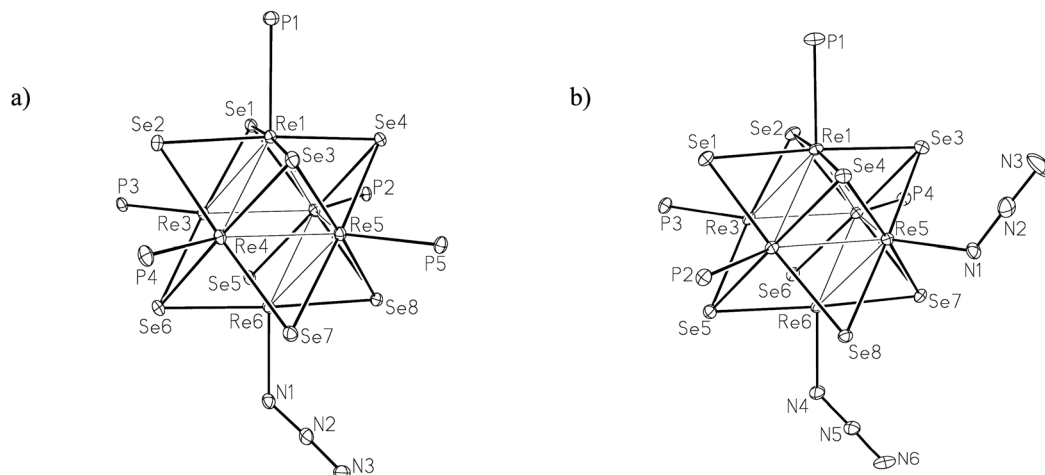 a)
P1
Se1
Re1
Se2
Se4
Se3
P3
P2
Re3
Re5
Re4
P4
P5
Se5
Se8
Se6
Re6
Se7
N1
N2
N3
b)
P1
Se2
Re1
Se1
Se3
Se4
N3
P4
P3
Re3
Re5
N2
N1
P2
Se6
Se7
Se5
Re6
Se8
N4
N5
N6